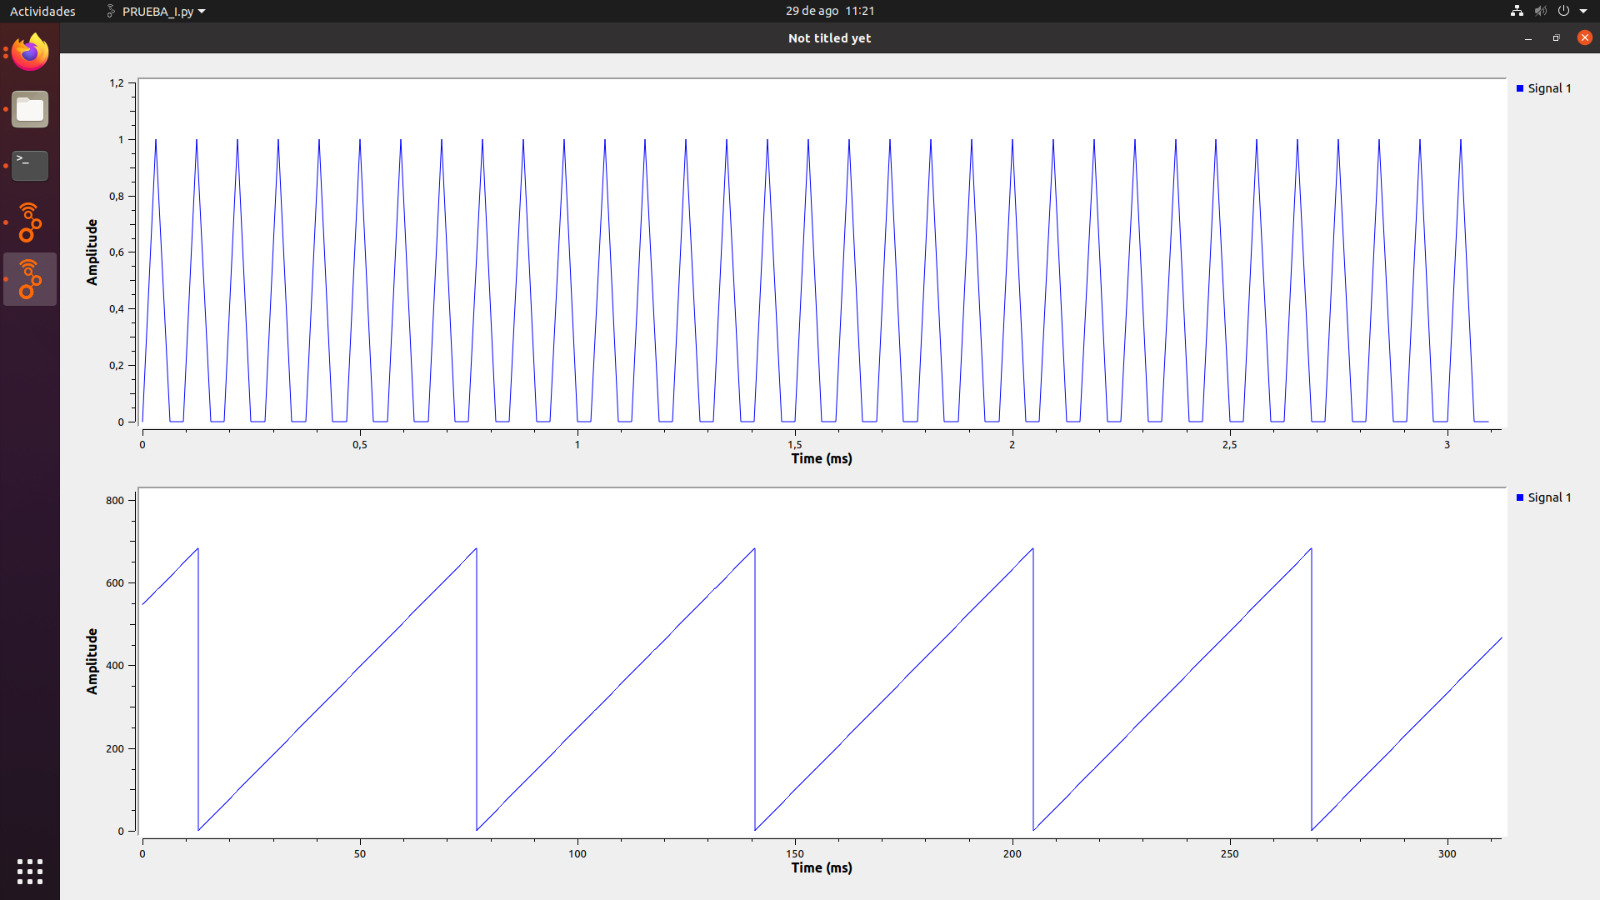 Actividades PRUEBA_I.py 29 de ago 11:21
Not titled yet
>_
1,2
1
0,8
0,6
0,4
0,2
0
Amplitude
0 0,5 1 1,5 2 2,5 3
Time (ms)
Signal 1
800
600
400
200
0
Amplitude
0 50 100 150 200 250 300
Time (ms)
Signal 1